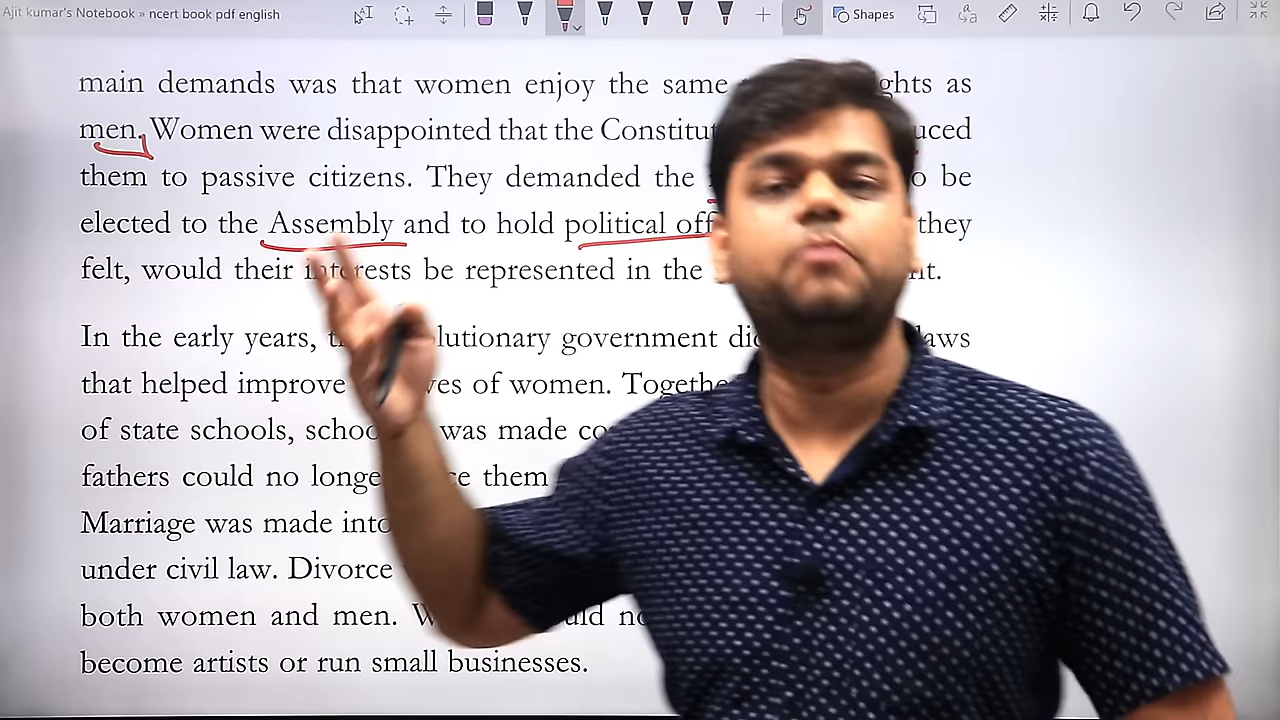 Ajit kumar's Notebook » ncert book pdf english
Shapes
main demands was that women enjoy the same ghts as
men. Women were disappointed that the Constitut uced
them to passive citizens. They demanded the o be
elected to the Assembly and to hold political off they
felt, would their interests be represented in the nt.
In the early years, t lutionary government did laws
that helped improve ves of women. Togethe
of state schools, schoo was made co
fathers could no longe ce them
Marriage was made into
under civil law. Divorce
both women and men. W uld no
become artists or run small businesses.